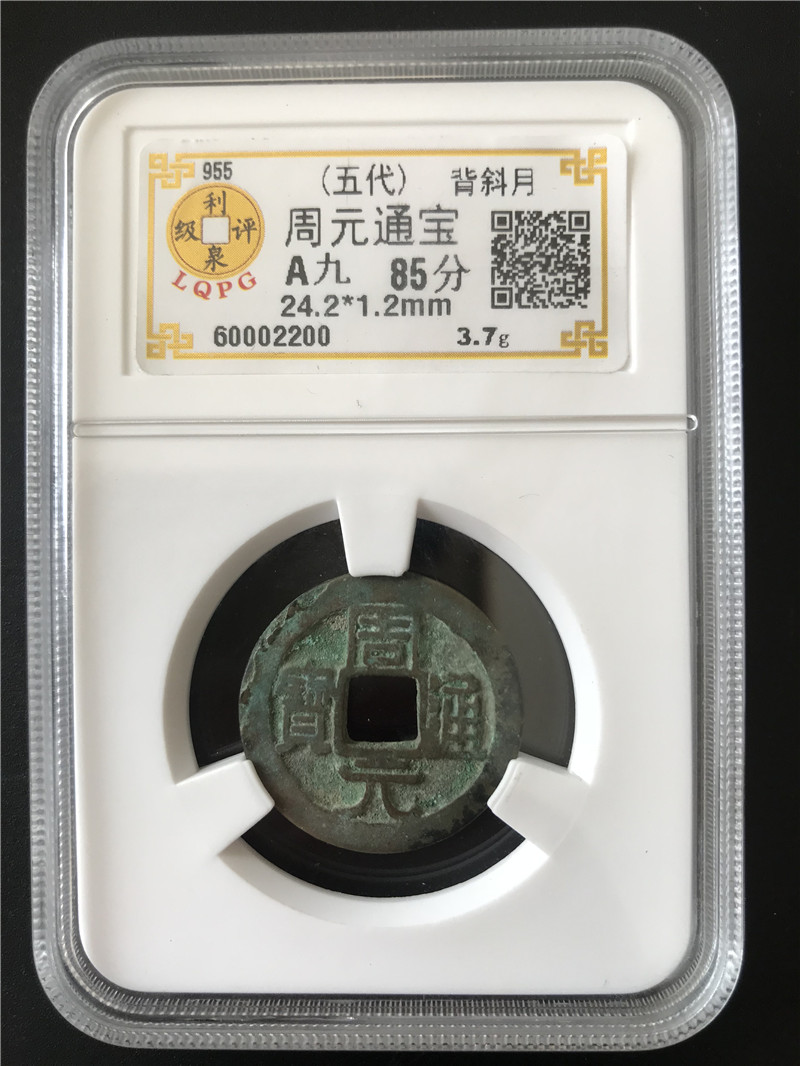 955
(五代) 背斜月
利泉评级
LQPG
周元通宝
A九 85分
24.2*1.2mm
60002200 3.7g
周元通寶